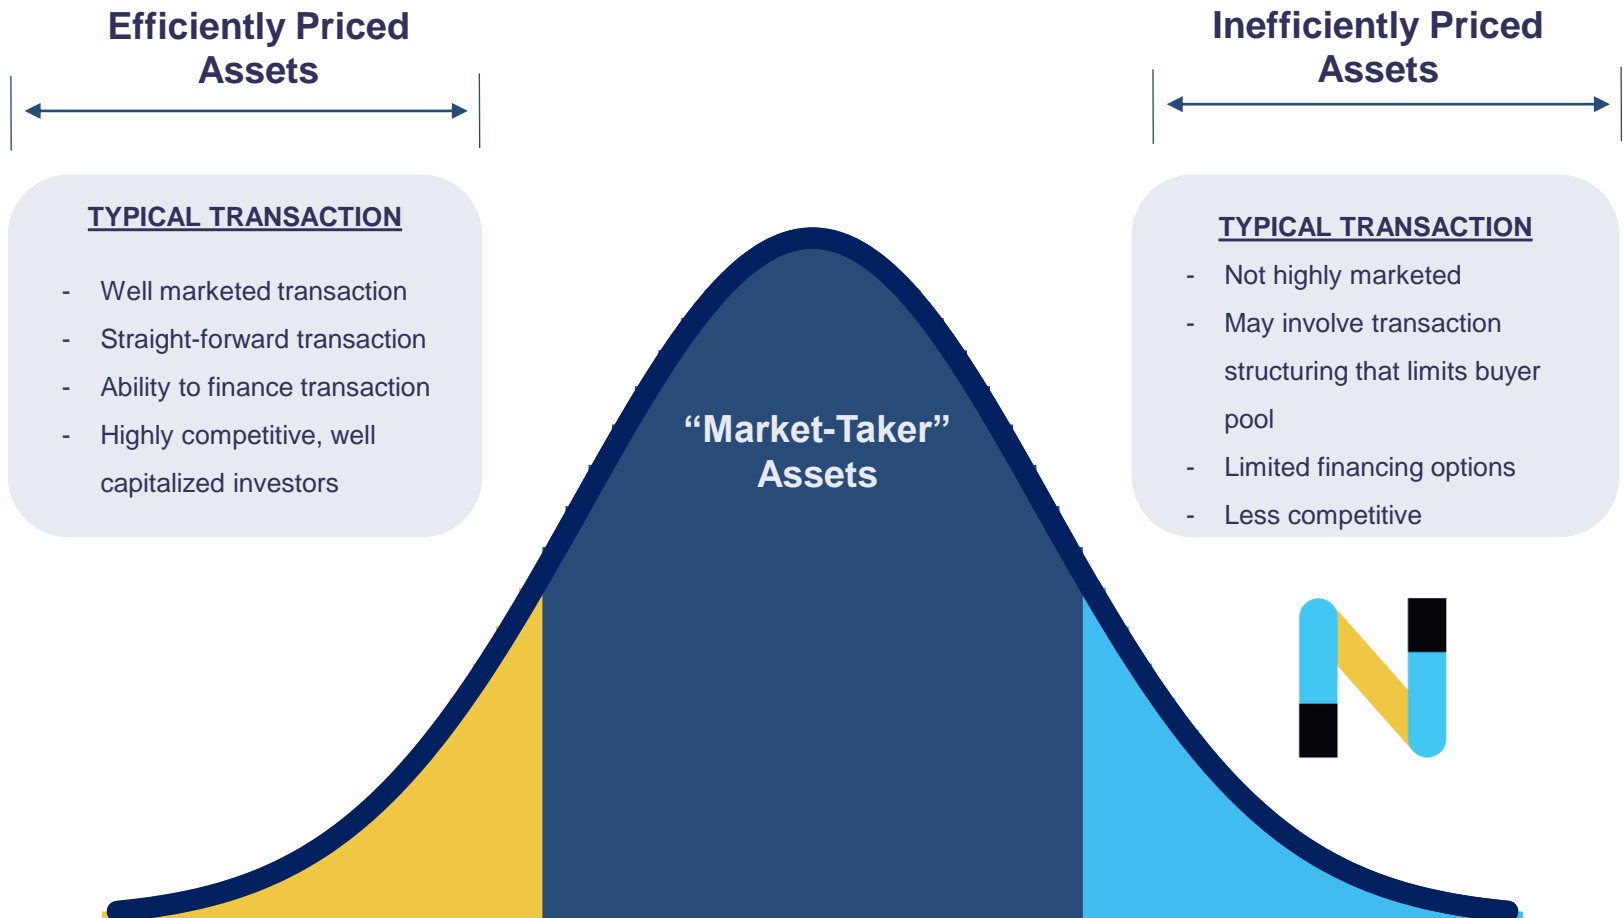 Efficiently Priced
Assets
TYPICAL TRANSACTION
- Well marketed transaction
- Straight-forward transaction
- Ability to finance transaction
- Highly competitive, well
capitalized investors
“Market-Taker”
Assets
Inefficiently Priced
Assets
TYPICAL TRANSACTION
- Not highly marketed
- May involve transaction
structuring that limits buyer
pool
- Limited financing options
- Less competitive
N